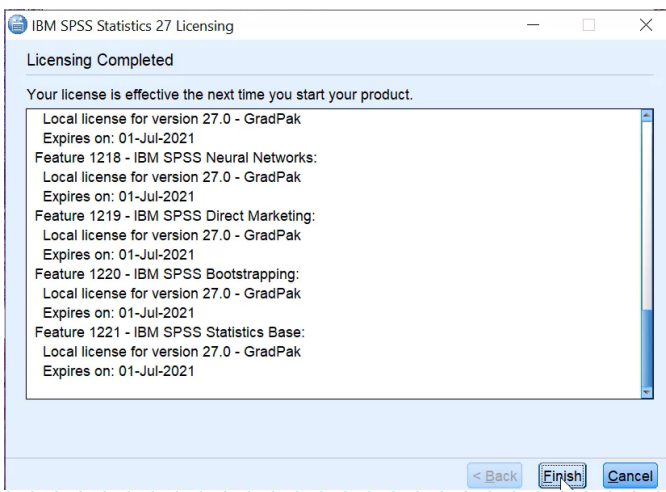 IBM SPSS Statistics 27 Licensing
Licensing Completed
Your license is effective the next time you start your product.
Local license for version 27.0 - GradPak
Expires on: 01-Jul-2021
Feature 1218 - IBM SPSS Neural Networks:
Local license for version 27.0 - GradPak
Expires on: 01-Jul-2021
Feature 1219 - IBM SPSS Direct Marketing:
Local license for version 27.0 - GradPak
Expires on: 01-Jul-2021
Feature 1220 - IBM SPSS Bootstrapping:
Local license for version 27.0 - GradPak
Expires on: 01-Jul-2021
Feature 1221 - IBM SPSS Statistics Base:
Local license for version 27.0 - GradPak
Expires on: 01-Jul-2021
< Back Finish Cancel